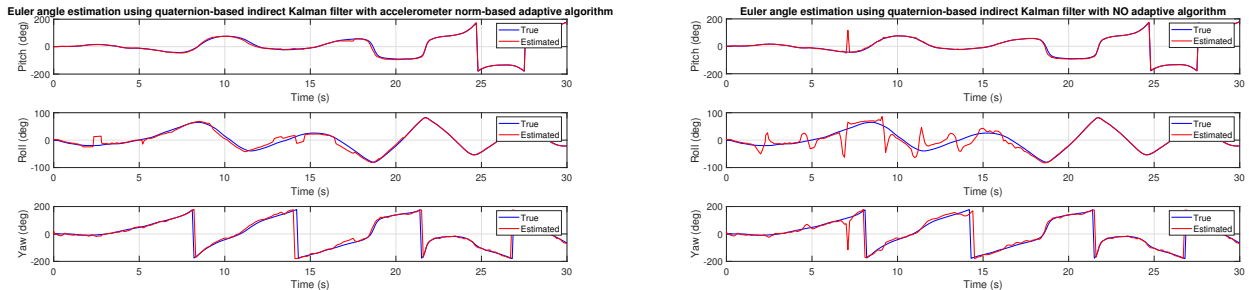 Euler angle estimation using quaternion-based indirect Kalman filter with accelerometer norm-based adaptive algorithm
200
0
-200
Pitch (deg)
True
Estimated
0 5 10 15 20 25 30
Time (s)
100
0
-100
Roll (deg)
True
Estimated
0 5 10 15 20 25 30
Time (s)
200
0
-200
Yaw (deg)
True
Estimated
0 5 10 15 20 25 30
Time (s)
Euler angle estimation using quaternion-based indirect Kalman filter with NO adaptive algorithm
200
0
-200
Pitch (deg)
True
Estimated
0 5 10 15 20 25 30
Time (s)
100
0
-100
Roll (deg)
True
Estimated
0 5 10 15 20 25 30
Time (s)
200
0
-200
Yaw (deg)
True
Estimated
0 5 10 15 20 25 30
Time (s)